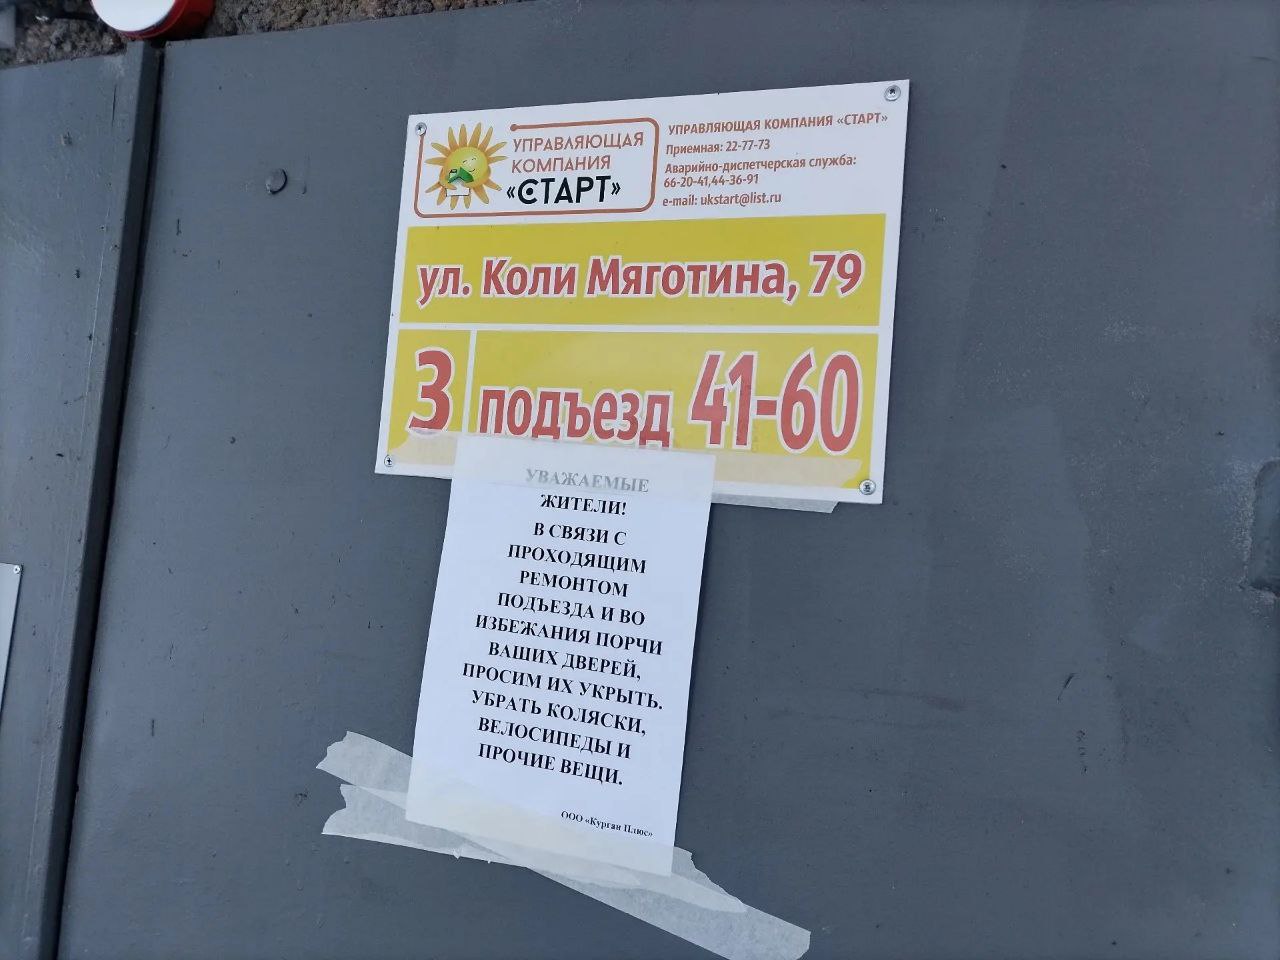 УПРАВЛЯЮЩАЯ
КОМПАНИЯ
«СТАРТ»
УПРАВЛЯЮЩАЯ КОМПАНИЯ «СТАРТ»
Приемная: 22-77-73
Аварийно-диспетчерская служба:
66-20-41,44-36-91
e-mail: ukstart@list.ru
ул. Коли Мяготина, 79
3 подъезд 41-60
УВАЖАЕМЫЕ
ЖИТЕЛИ!
В СВЯЗИ С
ПРОХОДЯЩИМ
РЕМОНТОМ
ПОДЪЕЗДА И ВО
ИЗБЕЖАНИЯ ПОРЧИ
ВАШИХ ДВЕРЕЙ,
ПРОСИМ ИХ УКРЫТЬ.
УБРАТЬ КОЛЯСКИ,
ВЕЛОСИПЕДЫ И
ПРОЧИЕ ВЕЩИ.
ООО «Курган Плюс»